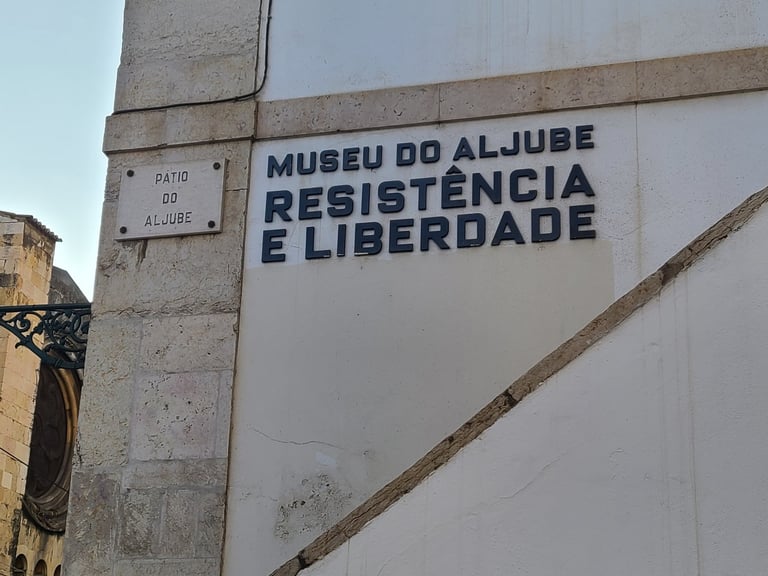 PÁTIO
DO
ALJUBE
MUSEU DO ALJUBE
RESISTÊNCIA
E LIBERDADE